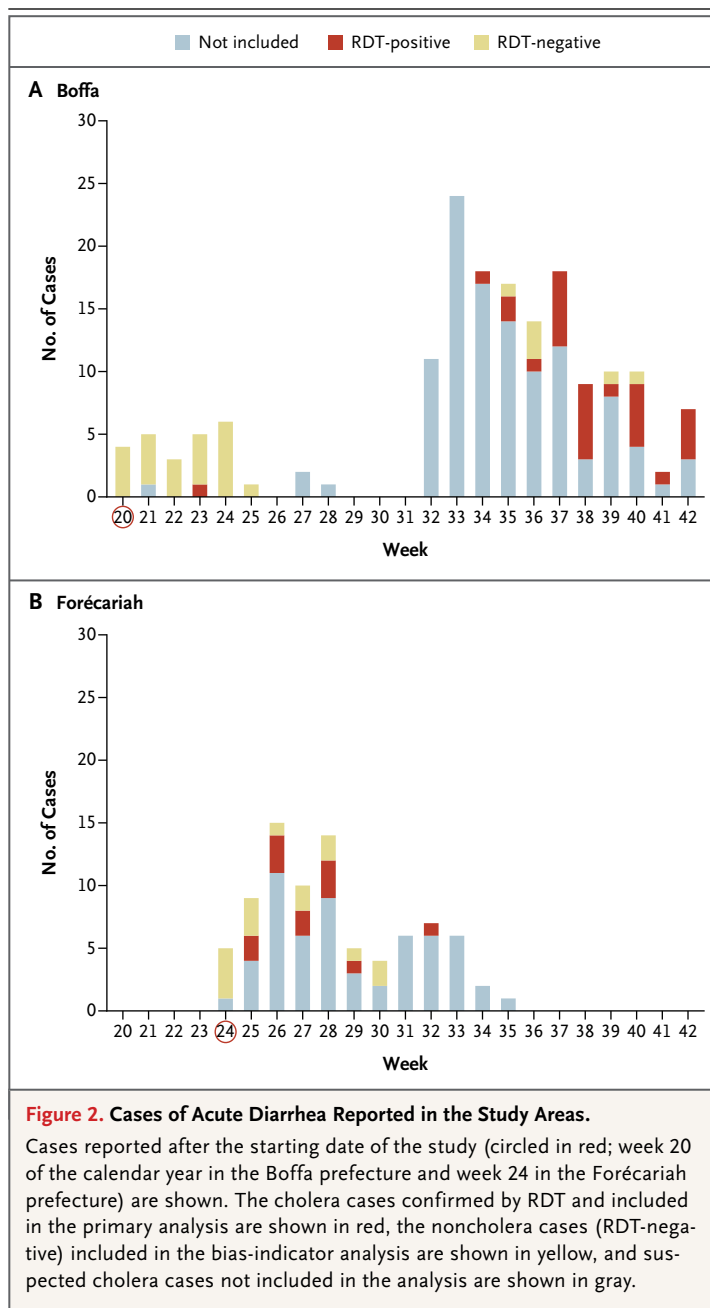 Not included RDT-positive RDT-negative
A Boffa
30
25
20
15
10
5
0
No. of Cases
20 21 22 23 24 25 26 27 28 29 30 31 32 33 34 35 36 37 38 39 40 41 42
Week
B Forécariah
30
25
20
15
10
5
0
No. of Cases
20 21 22 23 24 25 26 27 28 29 30 31 32 33 34 35 36 37 38 39 40 41 42
Week
Figure 2. Cases of Acute Diarrhea Reported in the Study Areas.
Cases reported after the starting date of the study (circled in red; week 20
of the calendar year in the Boffa prefecture and week 24 in the Forécariah
prefecture) are shown. The cholera cases confirmed by RDT and included
in the primary analysis are shown in red, the noncholera cases (RDT-nega-
tive) included in the bias-indicator analysis are shown in yellow, and sus-
pected cholera cases not included in the analysis are shown in gray.